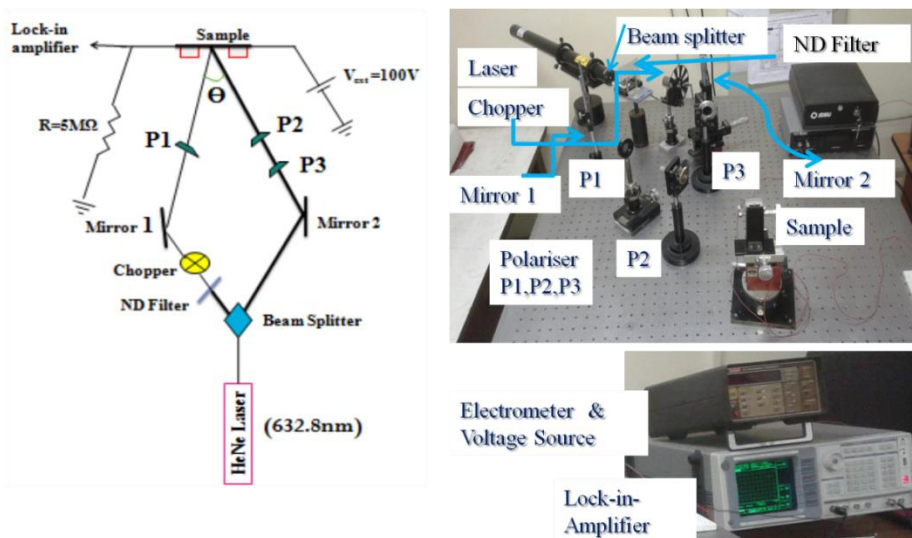 Lock-in
amplifier
Sample
V_ext=100V
Θ
R=5MΩ
P1
P2
P3
Mirror 1
Mirror 2
Chopper
ND Filter
Beam Splitter
HeNe Laser
(632.8nm)
Beam splitter
ND Filter
Laser
Chopper
Mirror 1
P1
P3
Mirror 2
Sample
Polariser
P1,P2,P3
P2
Electrometer &
Voltage Source
Lock-in-
Amplifier